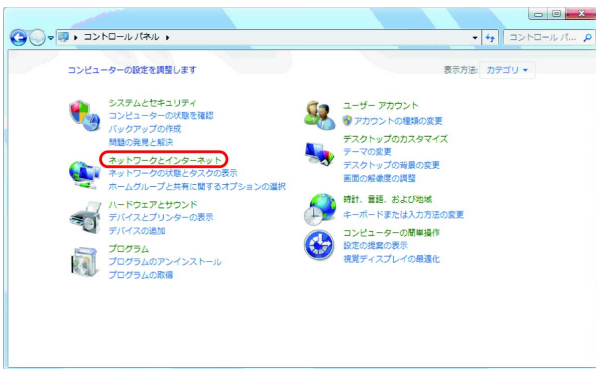 コントロール パネル
コントロール パ...
コンピューターの設定を調整します
表示方法: カテゴリ
システムとセキュリティ
コンピューターの状態を確認
バックアップの作成
問題の発見と解決
ネットワークとインターネット
ネットワークの状態とタスクの表示
ホームグループと共有に関するオプションの選択
ハードウェアとサウンド
デバイスとプリンターの表示
デバイスの追加
プログラム
プログラムのアンインストール
プログラムの取得
ユーザー アカウント
アカウントの種類の変更
デスクトップのカスタマイズ
テーマの変更
デスクトップの背景の変更
画面の解像度の調整
時計、言語、および地域
キーボードまたは入力方法の変更
コンピューターの簡単操作
設定の提案の表示
視覚ディスプレイの最適化